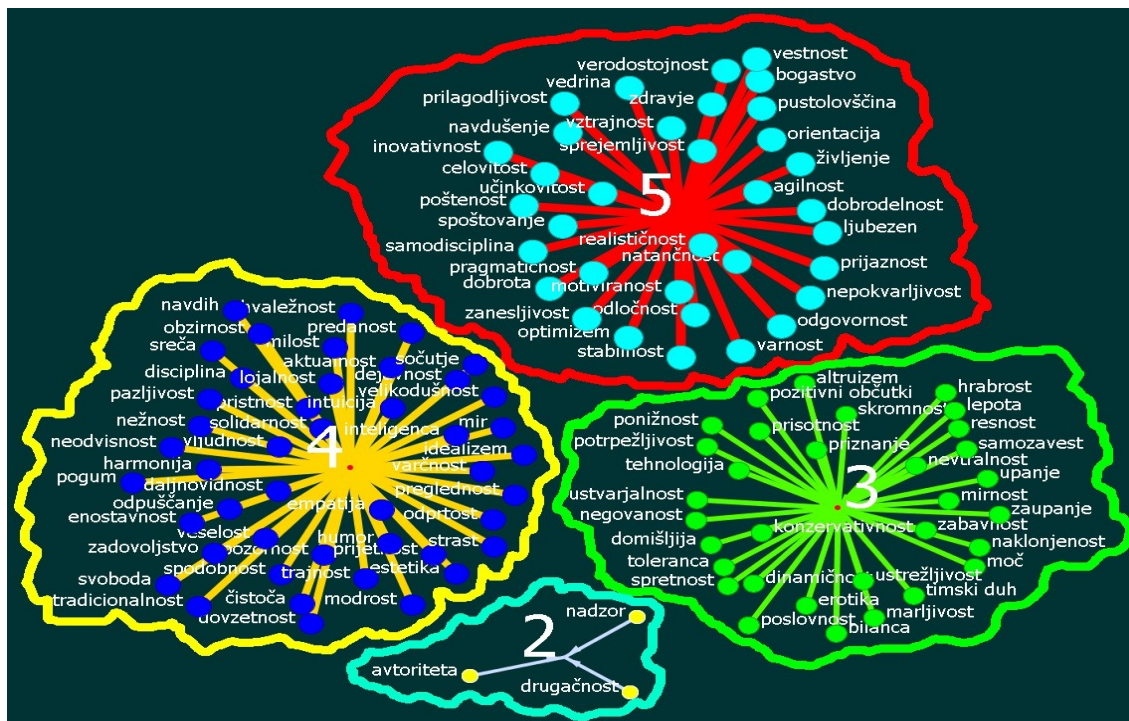 vestnost
verodostojnost
bogastvo
vedrina
zdravje
prilagodljivost
pustolovščina
vztrajnost
navdušenje
orientacija
sprejemljivost
inovativnost
življenje
celovitost
učinkovitost
agilnost
5
poštenost
dobrodelnost
spoštovanje
ljubezen
realističnost
samodisciplina
natančnost
pragmatičnost
prijaznost
dobrota
motiviranost
nepokvarljivost
zanesljivost
odločnost
odgovornost
optimizem
stabilnost
varnost
navdih
hvaležnost
obzirnost
predanost
sreča
milost
aktualnost
sočutje
disciplina
lojalnost
dejavnost
velikodušnost
pazljivost
pristnost
intuicija
nežnost
solidarnost
inteligenca
mir
neodvisnost
vljudnost
4
idealizem
harmonija
varčnost
pogum
daljnovidnost
preglednost
odpuščanje
empatija
enostavnost
odprtost
veselost
humor
strast
zadovoljstvo
pozornost
prijetnost
svoboda
spodobnost
trajnost
estetika
tradicionalnost
čistoča
modrost
dovzetnost
altruizem
pozitivni občutki
hrabrost
skromnost
lepota
ponižnost
prisotnost
resnost
potrpežljivost
priznanje
samozavest
tehnologija
nevtralnost
upanje
3
ustvarjalnost
mirnost
zaupanje
negovanost
konzervativnost
zabavnost
domišljija
naklonjenost
toleranca
moč
spretnost
dinamičnost
ustrežljivost
timski duh
erotika
marljivost
poslovnost
bilanca
nadzor
2
avtoriteta
drugačnost